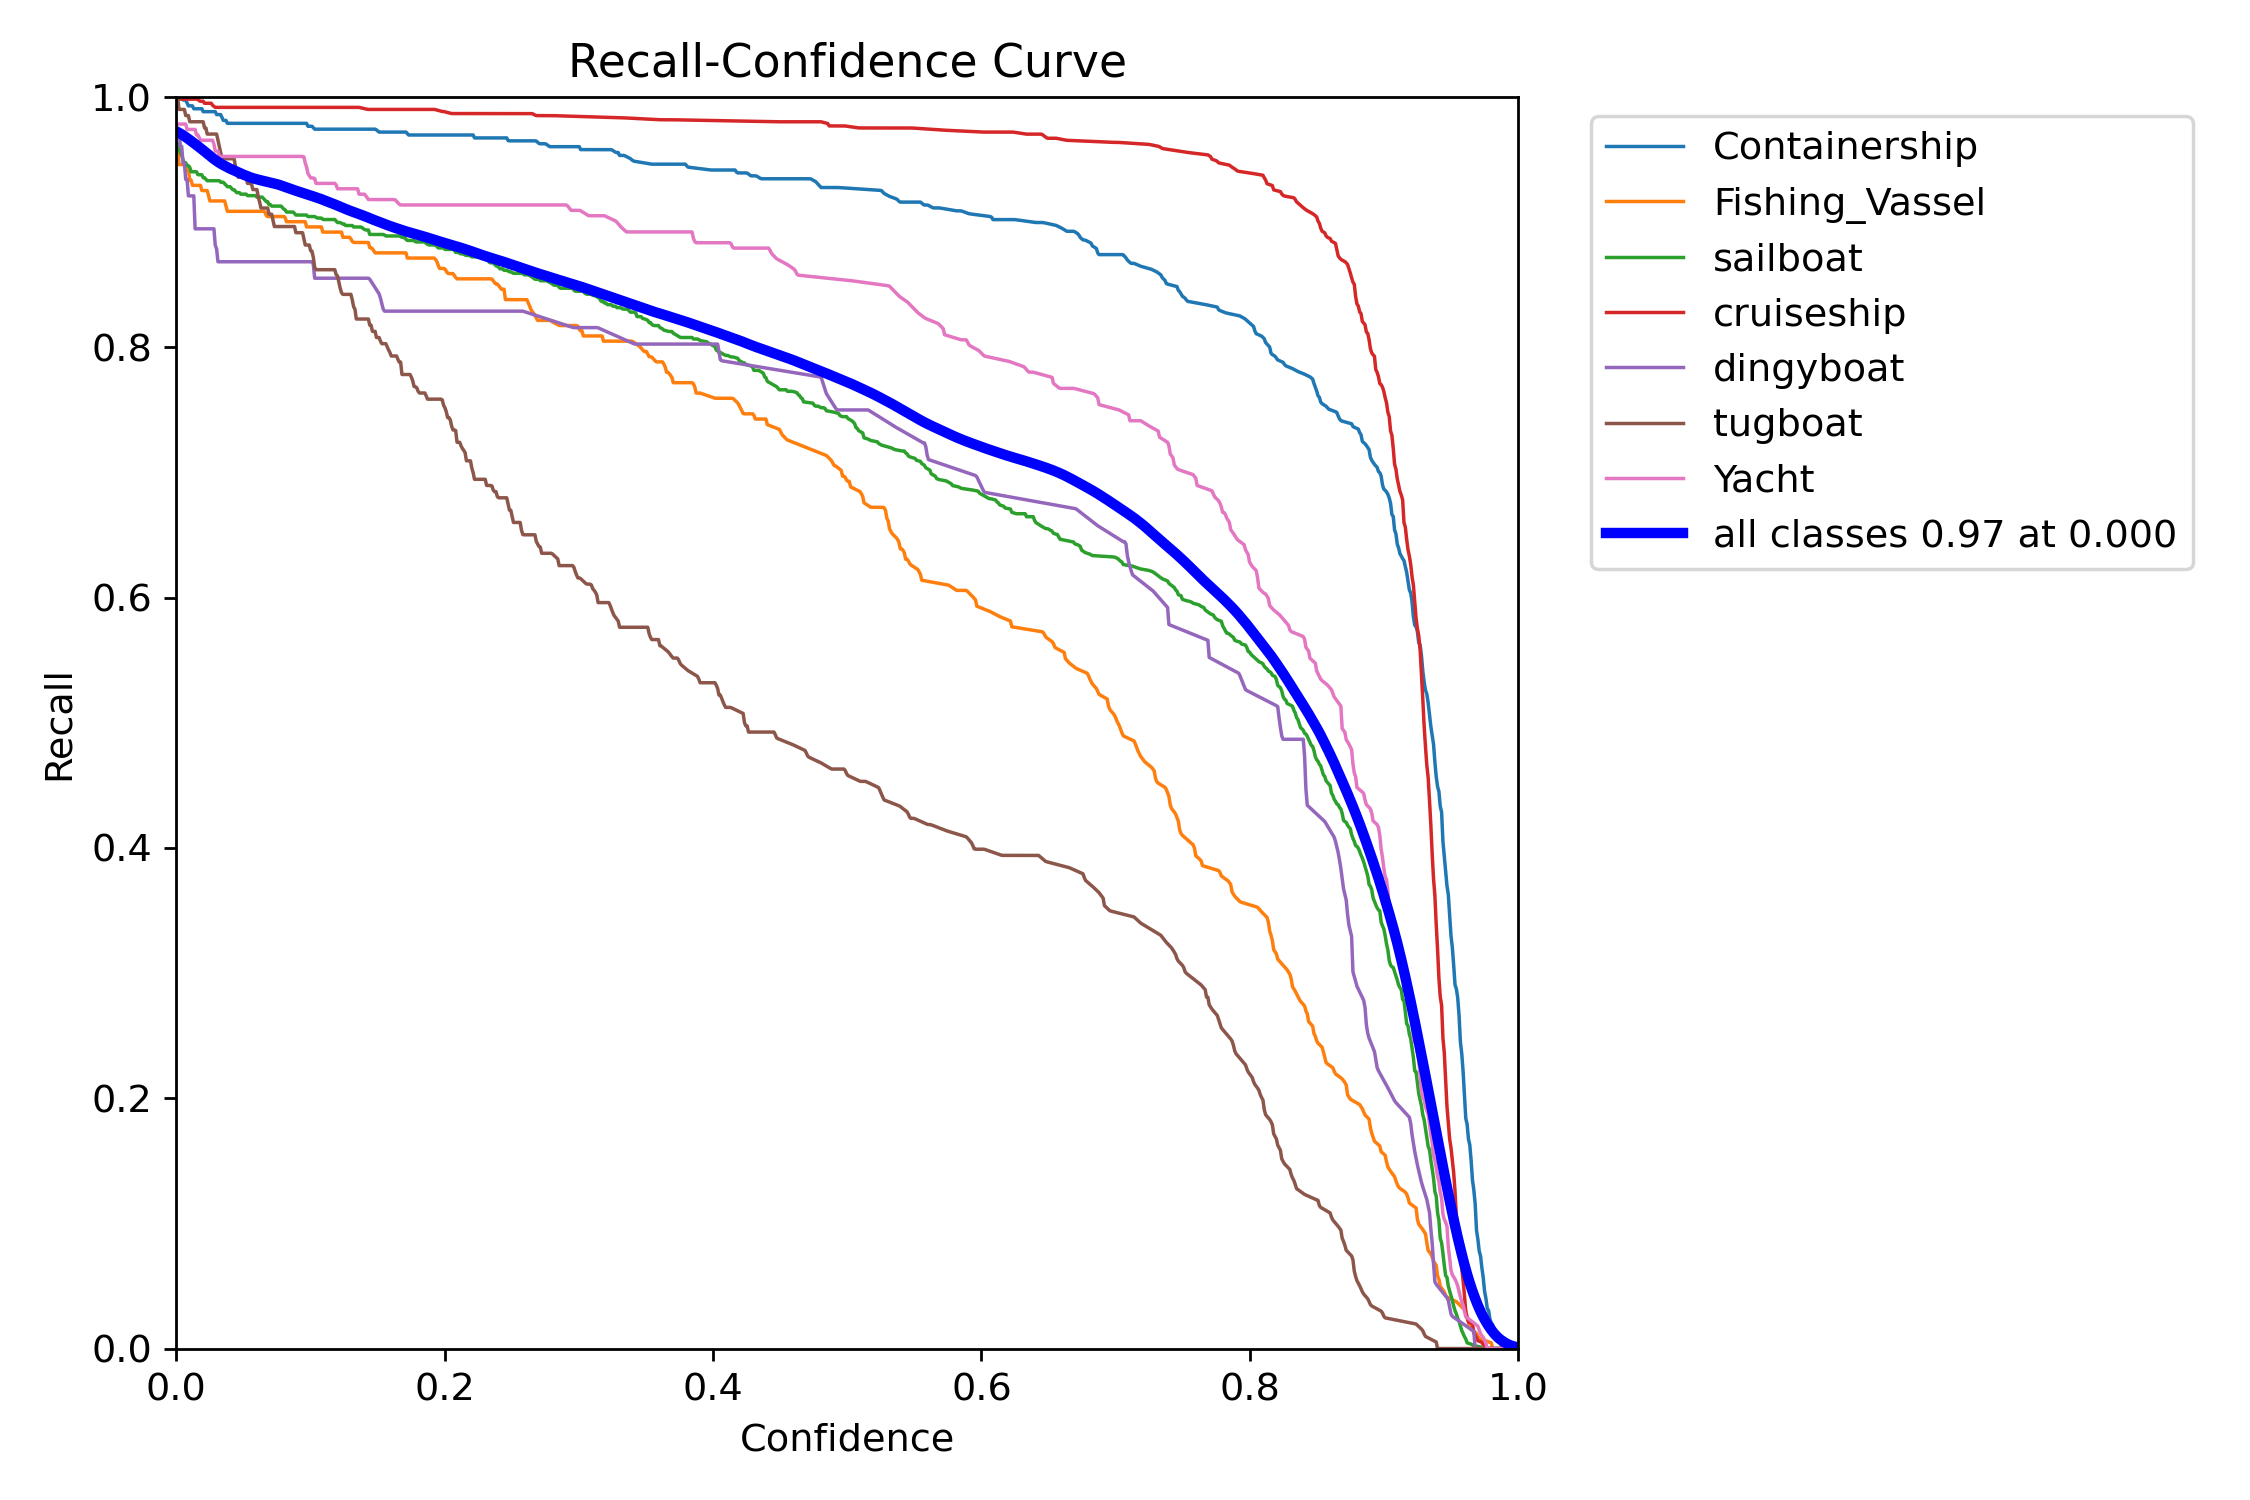 Recall-Confidence Curve
1.0
0.8
0.6
0.4
0.2
0.0
Recall
0.0 0.2 0.4 0.6 0.8 1.0
Confidence
Containership
Fishing_Vassel
sailboat
cruiseship
dingyboat
tugboat
Yacht
all classes 0.97 at 0.000